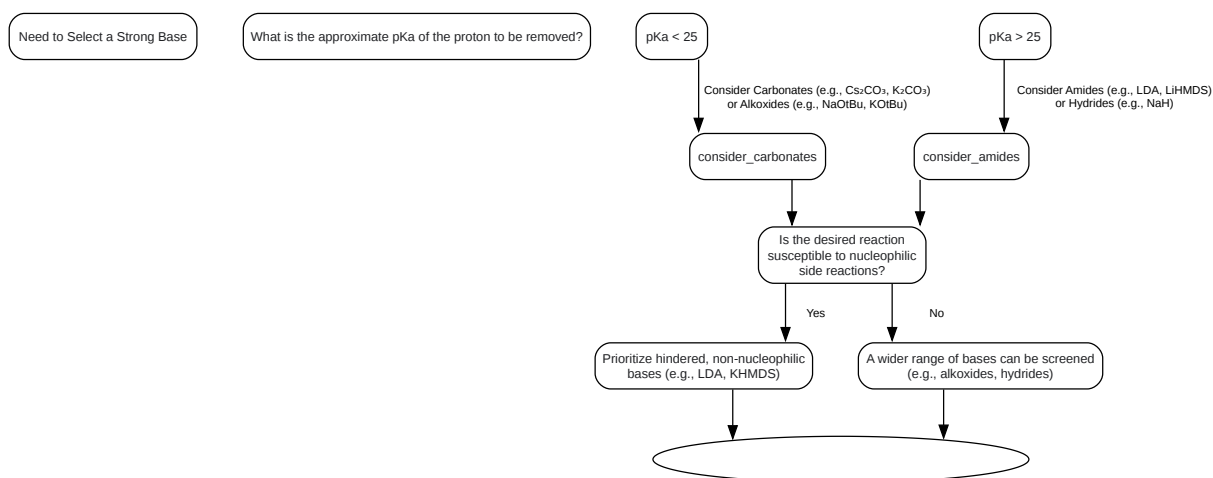 Need to Select a Strong Base
What is the approximate pKa of the proton to be removed?
pKa < 25
pKa > 25
Consider Carbonates (e.g., Cs₂CO₃, K₂CO₃)
or Alkoxides (e.g., NaOtBu, KOtBu)
Consider Amides (e.g., LDA, LiHMDS)
or Hydrides (e.g., NaH)
consider_carbonates
consider_amides
Is the desired reaction
susceptible to nucleophilic
side reactions?
Yes
No
Prioritize hindered, non-nucleophilic
bases (e.g., LDA, KHMDS)
A wider range of bases can be screened
(e.g., alkoxides, hydrides)